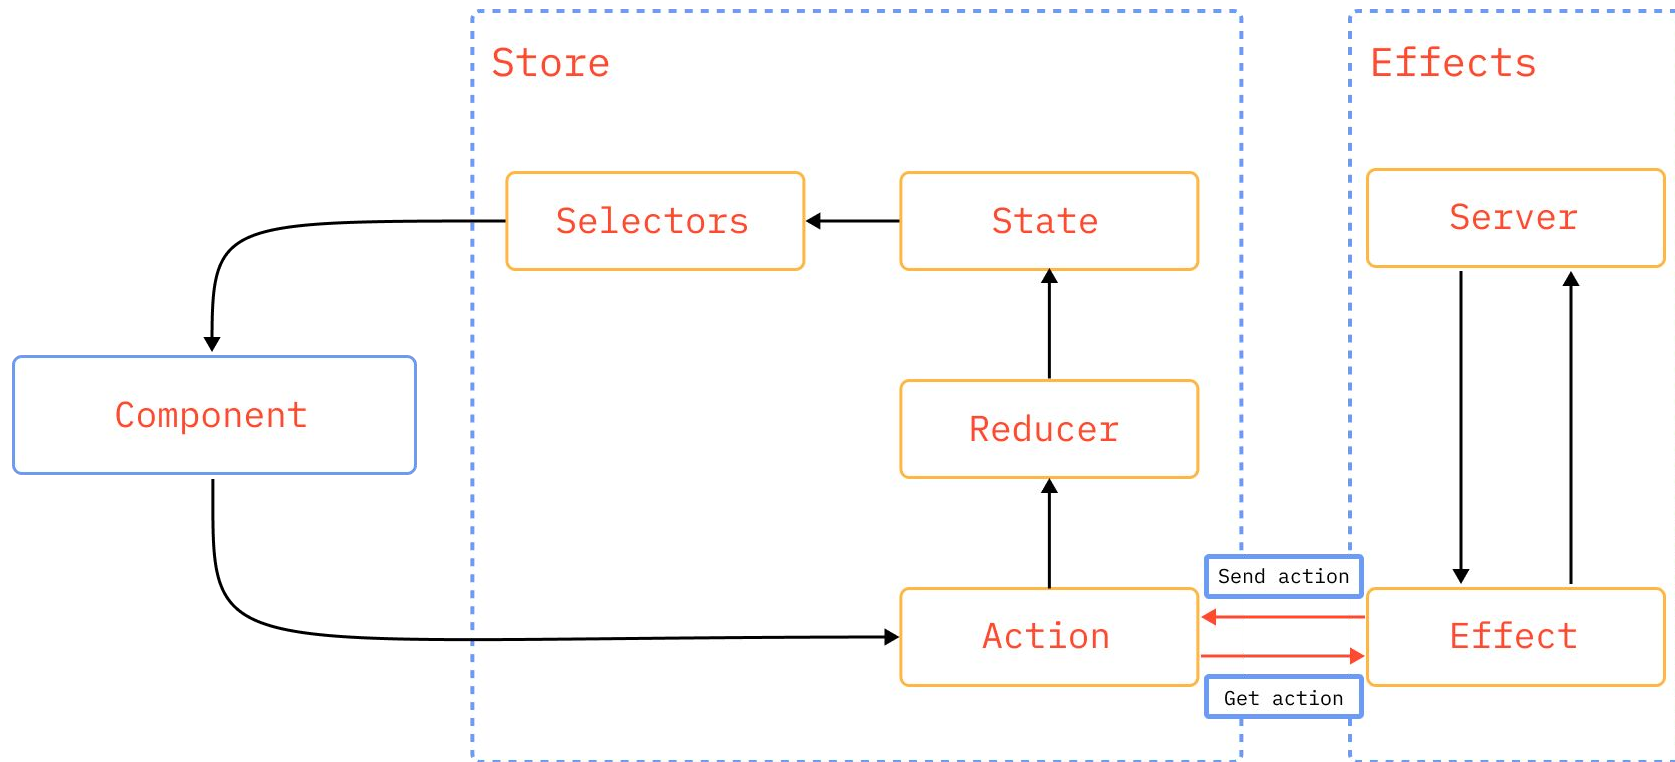 Store
Effects
Selectors
State
Server
Component
Reducer
Send action
Action
Effect
Get action